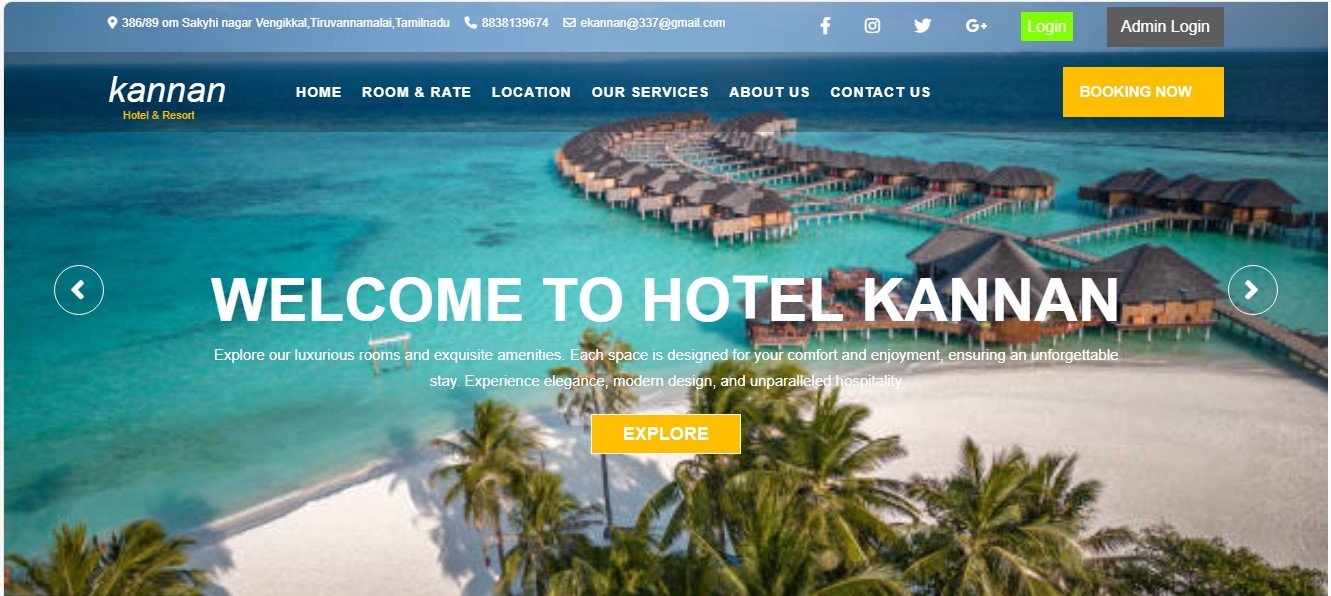 386/89 om Sakyhi nagar Vengikkal,Tiruvannamalai,Tamilnadu 8838139674 ekannan@337@gmail.com Login Admin Login
kannan
Hotel & Resort
HOME ROOM & RATE LOCATION OUR SERVICES ABOUT US CONTACT US BOOKING NOW
WELCOME TO HOTEL KANNAN
Explore our luxurious rooms and exquisite amenities. Each space is designed for your comfort and enjoyment, ensuring an unforgettable
stay. Experience elegance, modern design, and unparalleled hospitality
EXPLORE